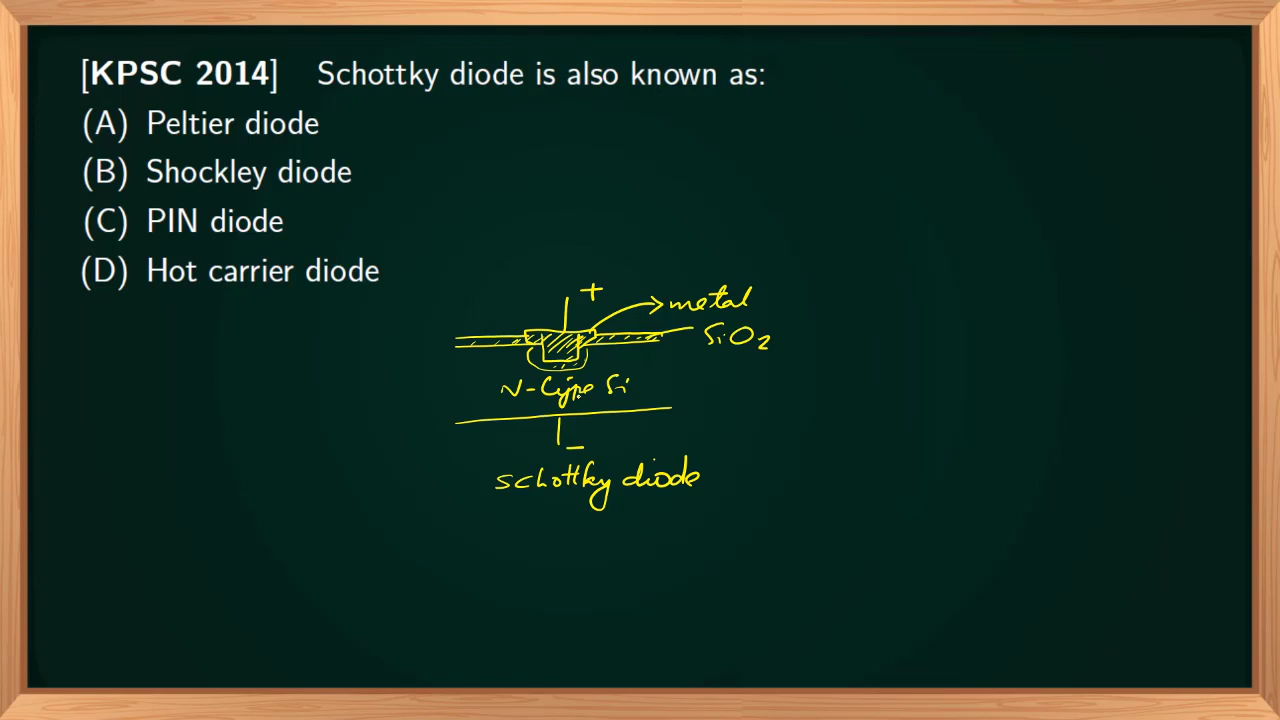 [KPSC 2014] Schottky diode is also known as:
(A) Peltier diode
(B) Shockley diode
(C) PIN diode
(D) Hot carrier diode
+
metal
SiO2
N-type Si
-
schottky diode